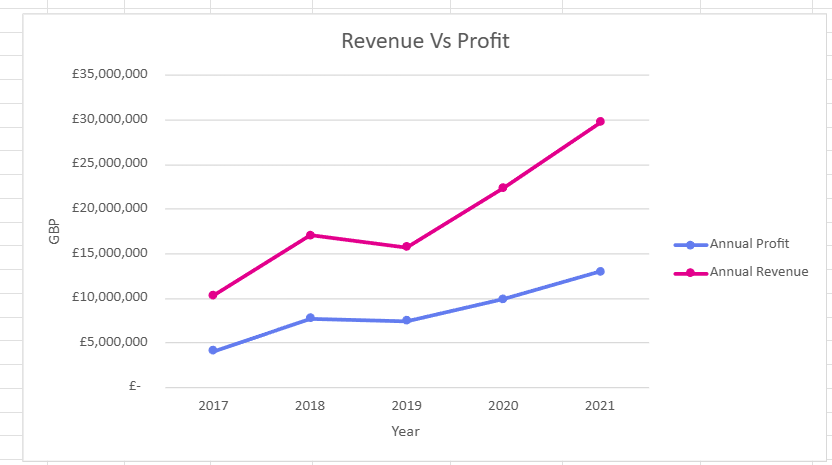 Revenue Vs Profit
£35,000,000
£30,000,000
£25,000,000
£20,000,000
£15,000,000
£10,000,000
£5,000,000
£-
GBP
2017 2018 2019 2020 2021
Year
Annual Profit
Annual Revenue